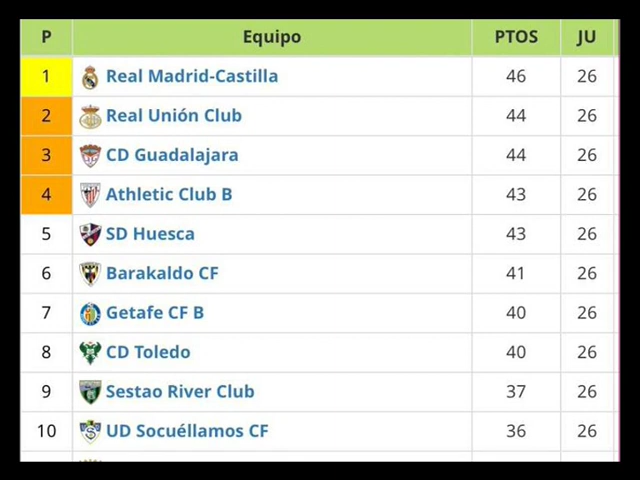 P Equipo PTOS JU
1 Real Madrid-Castilla 46 26
2 Real Unión Club 44 26
3 CD Guadalajara 44 26
4 Athletic Club B 43 26
5 SD Huesca 43 26
6 Barakaldo CF 41 26
7 Getafe CF B 40 26
8 CD Toledo 40 26
9 Sestao River Club 37 26
10 UD Socuéllamos CF 36 26